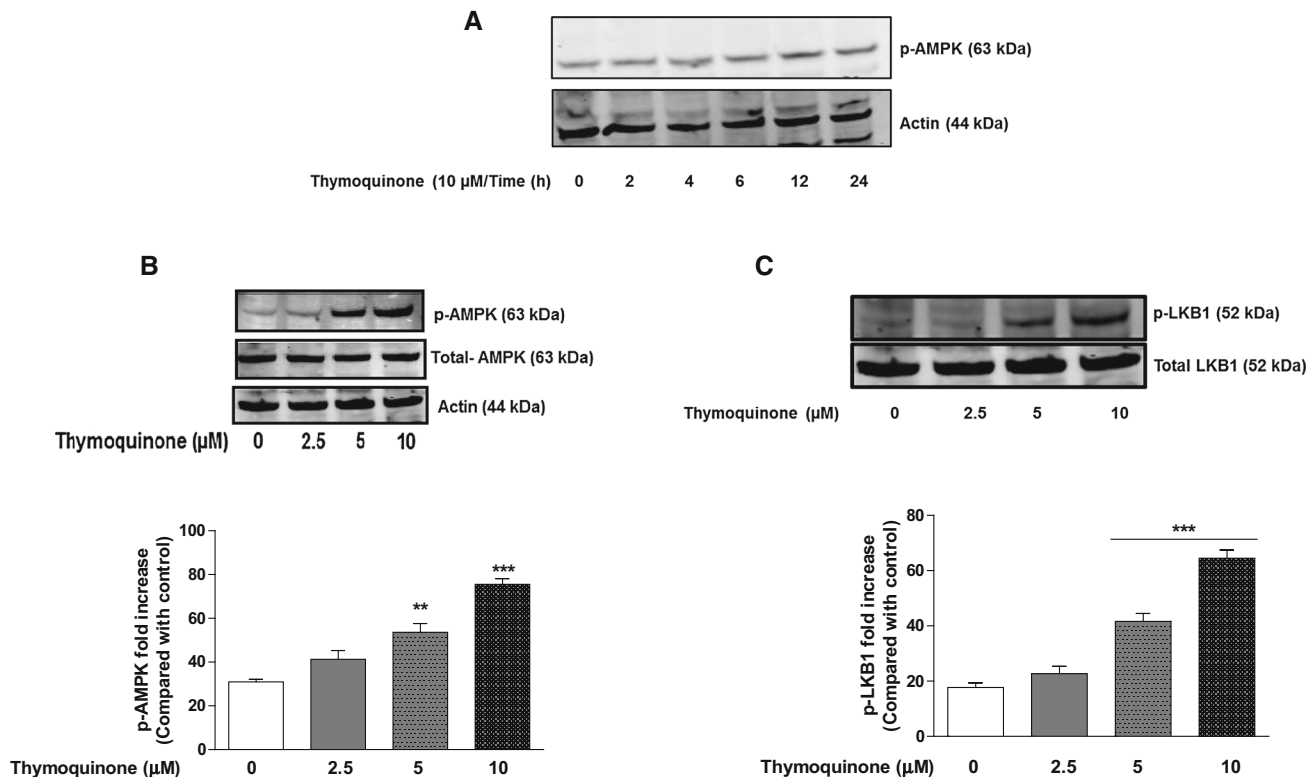 A
p-AMPK (63 kDa)
Actin (44 kDa)
Thymoquinone (10 µM/Time (h) 0 2 4 6 12 24
B
p-AMPK (63 kDa)
Total- AMPK (63 kDa)
Actin (44 kDa)
Thymoquinone (µM) 0 2.5 5 10
p-AMPK fold increase
(Compared with control)
100
80
60
40
20
0
**
***
Thymoquinone (µM) 0 2.5 5 10
C
p-LKB1 (52 kDa)
Total LKB1 (52 kDa)
Thymoquinone (µM) 0 2.5 5 10
p-LKB1 fold increase
(Compared with control)
80
60
40
20
0
***
Thymoquinone (µM) 0 2.5 5 10